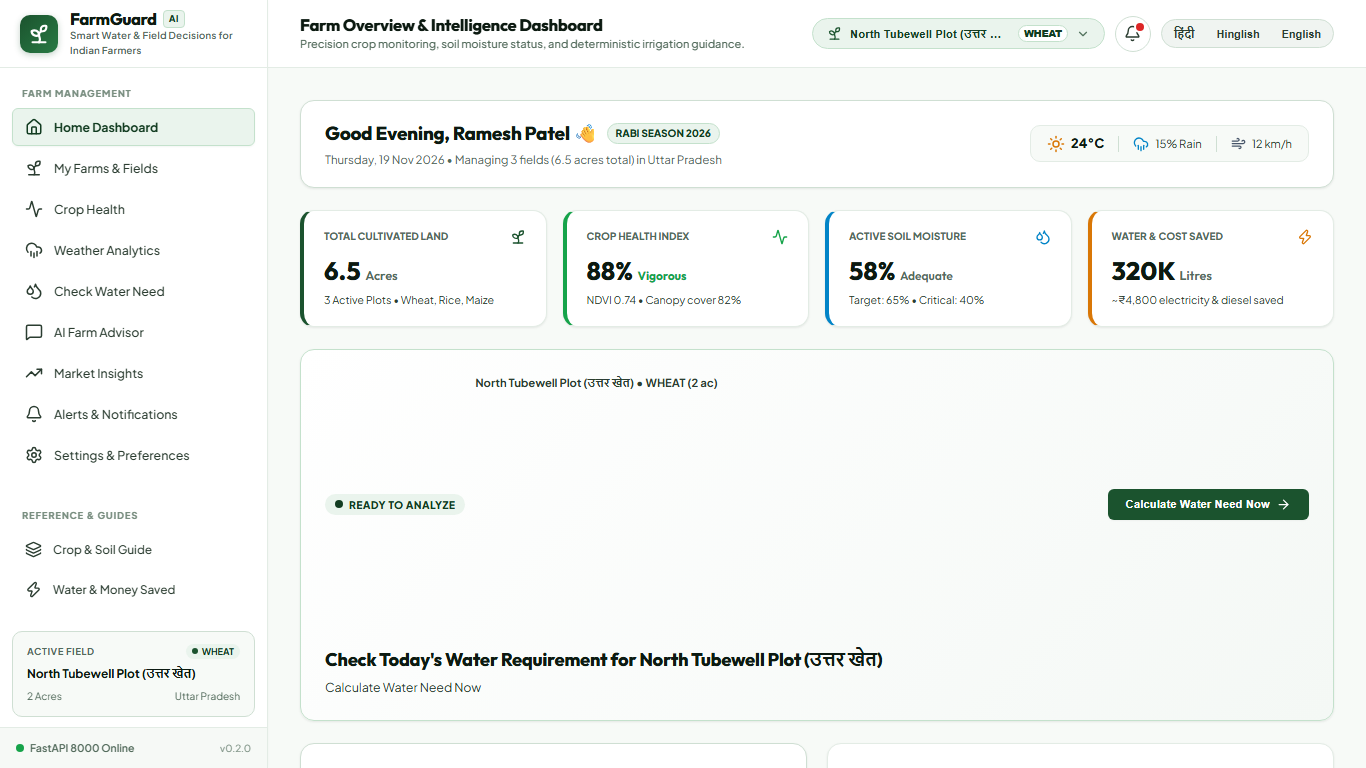 FarmGuard AI
Smart Water & Field Decisions for
Indian Farmers
FARM MANAGEMENT
Home Dashboard
My Farms & Fields
Crop Health
Weather Analytics
Check Water Need
AI Farm Advisor
Market Insights
Alerts & Notifications
Settings & Preferences
REFERENCE & GUIDES
Crop & Soil Guide
Water & Money Saved
ACTIVE FIELD
WHEAT
North Tubewell Plot (उत्तर खेत)
2 Acres
Uttar Pradesh
FastAPI 8000 Online
v0.2.0
Farm Overview & Intelligence Dashboard
Precision crop monitoring, soil moisture status, and deterministic irrigation guidance.
North Tubewell Plot (उत्तर ...
WHEAT
हिंदी
Hinglish
English
Good Evening, Ramesh Patel 👋
RABI SEASON 2026
Thursday, 19 Nov 2026 • Managing 3 fields (6.5 acres total) in Uttar Pradesh
24°C
15% Rain
12 km/h
TOTAL CULTIVATED LAND
6.5 Acres
3 Active Plots • Wheat, Rice, Maize
CROP HEALTH INDEX
88% Vigorous
NDVI 0.74 • Canopy cover 82%
ACTIVE SOIL MOISTURE
58% Adequate
Target: 65% • Critical: 40%
WATER & COST SAVED
320K Litres
~₹4,800 electricity & diesel saved
North Tubewell Plot (उत्तर खेत) • WHEAT (2 ac)
READY TO ANALYZE
Calculate Water Need Now →
Check Today's Water Requirement for North Tubewell Plot (उत्तर खेत)
Calculate Water Need Now